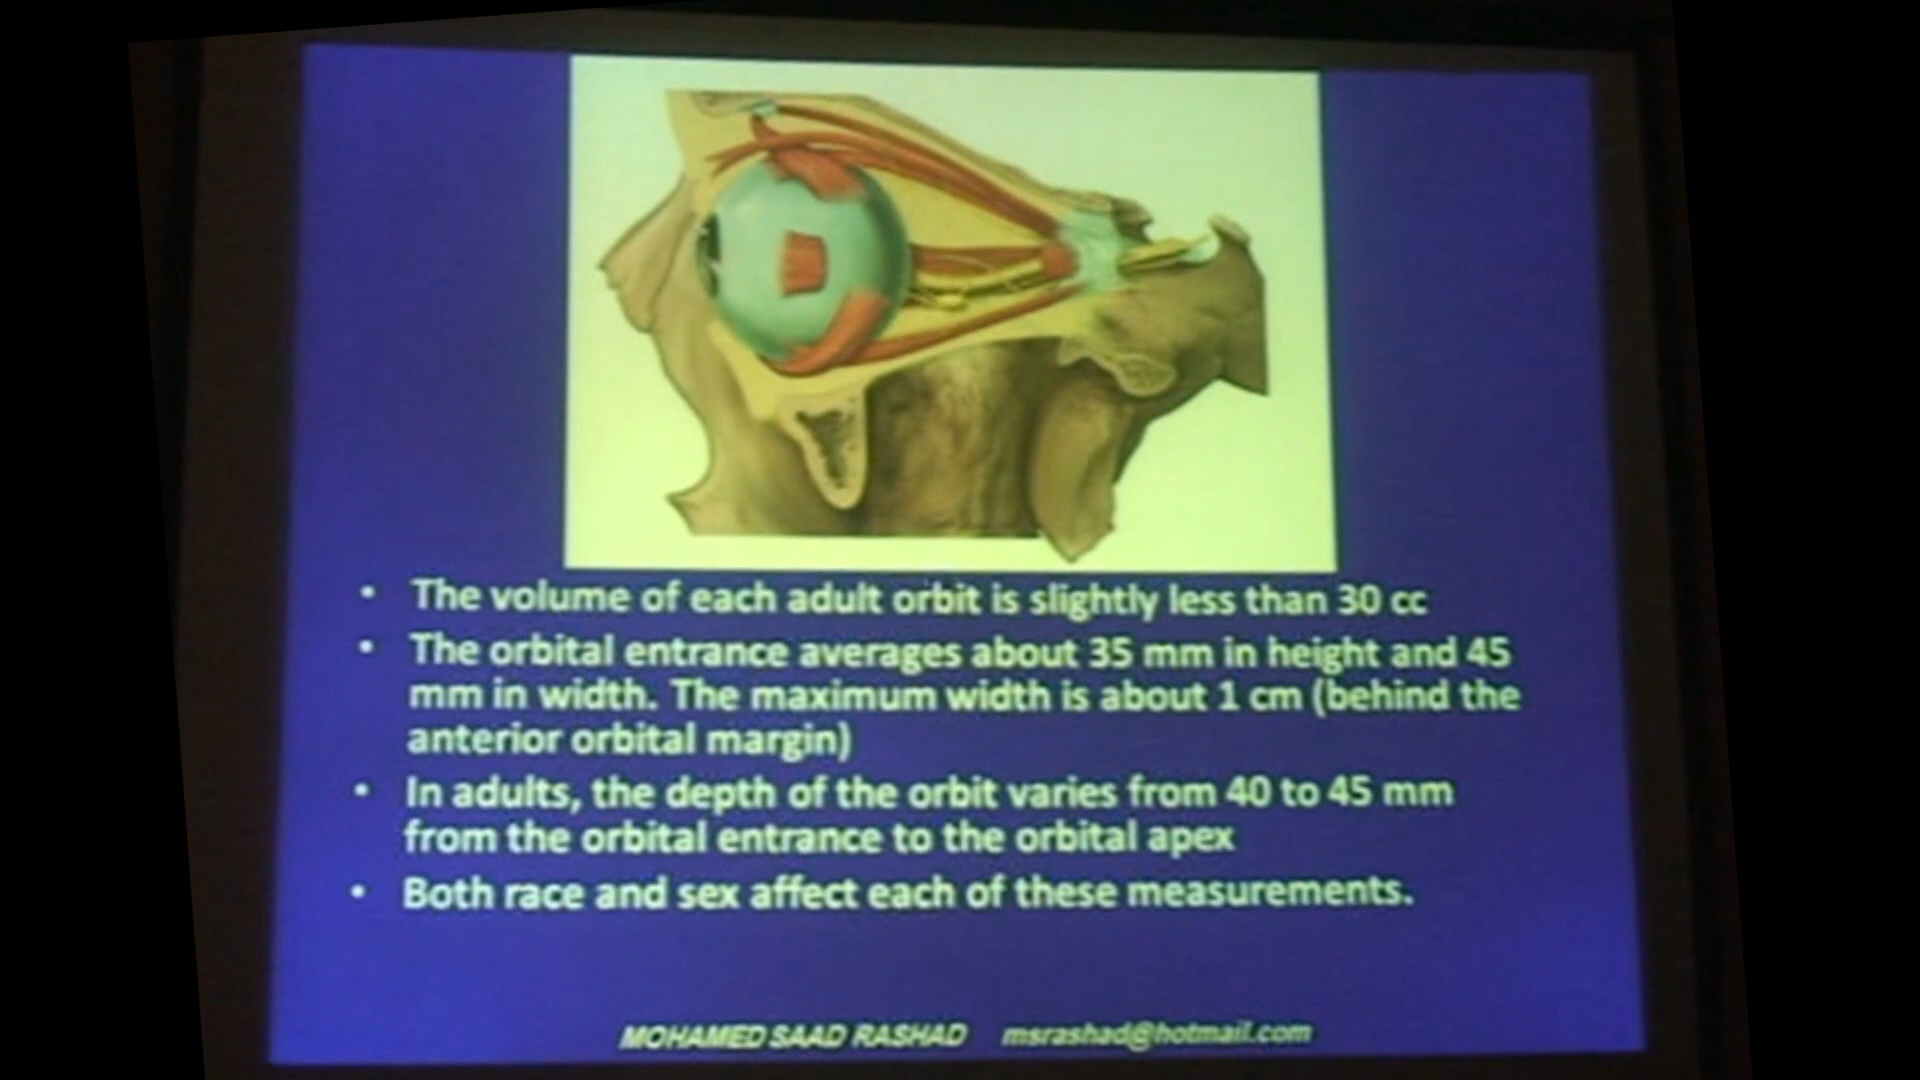 • The volume of each adult orbit is slightly less than 30 cc
• The orbital entrance averages about 35 mm in height and 45
mm in width. The maximum width is about 1 cm (behind the
anterior orbital margin)
• In adults, the depth of the orbit varies from 40 to 45 mm
from the orbital entrance to the orbital apex
• Both race and sex affect each of these measurements.
MOHAMED SAAD RASHAD msrashad@hotmail.com